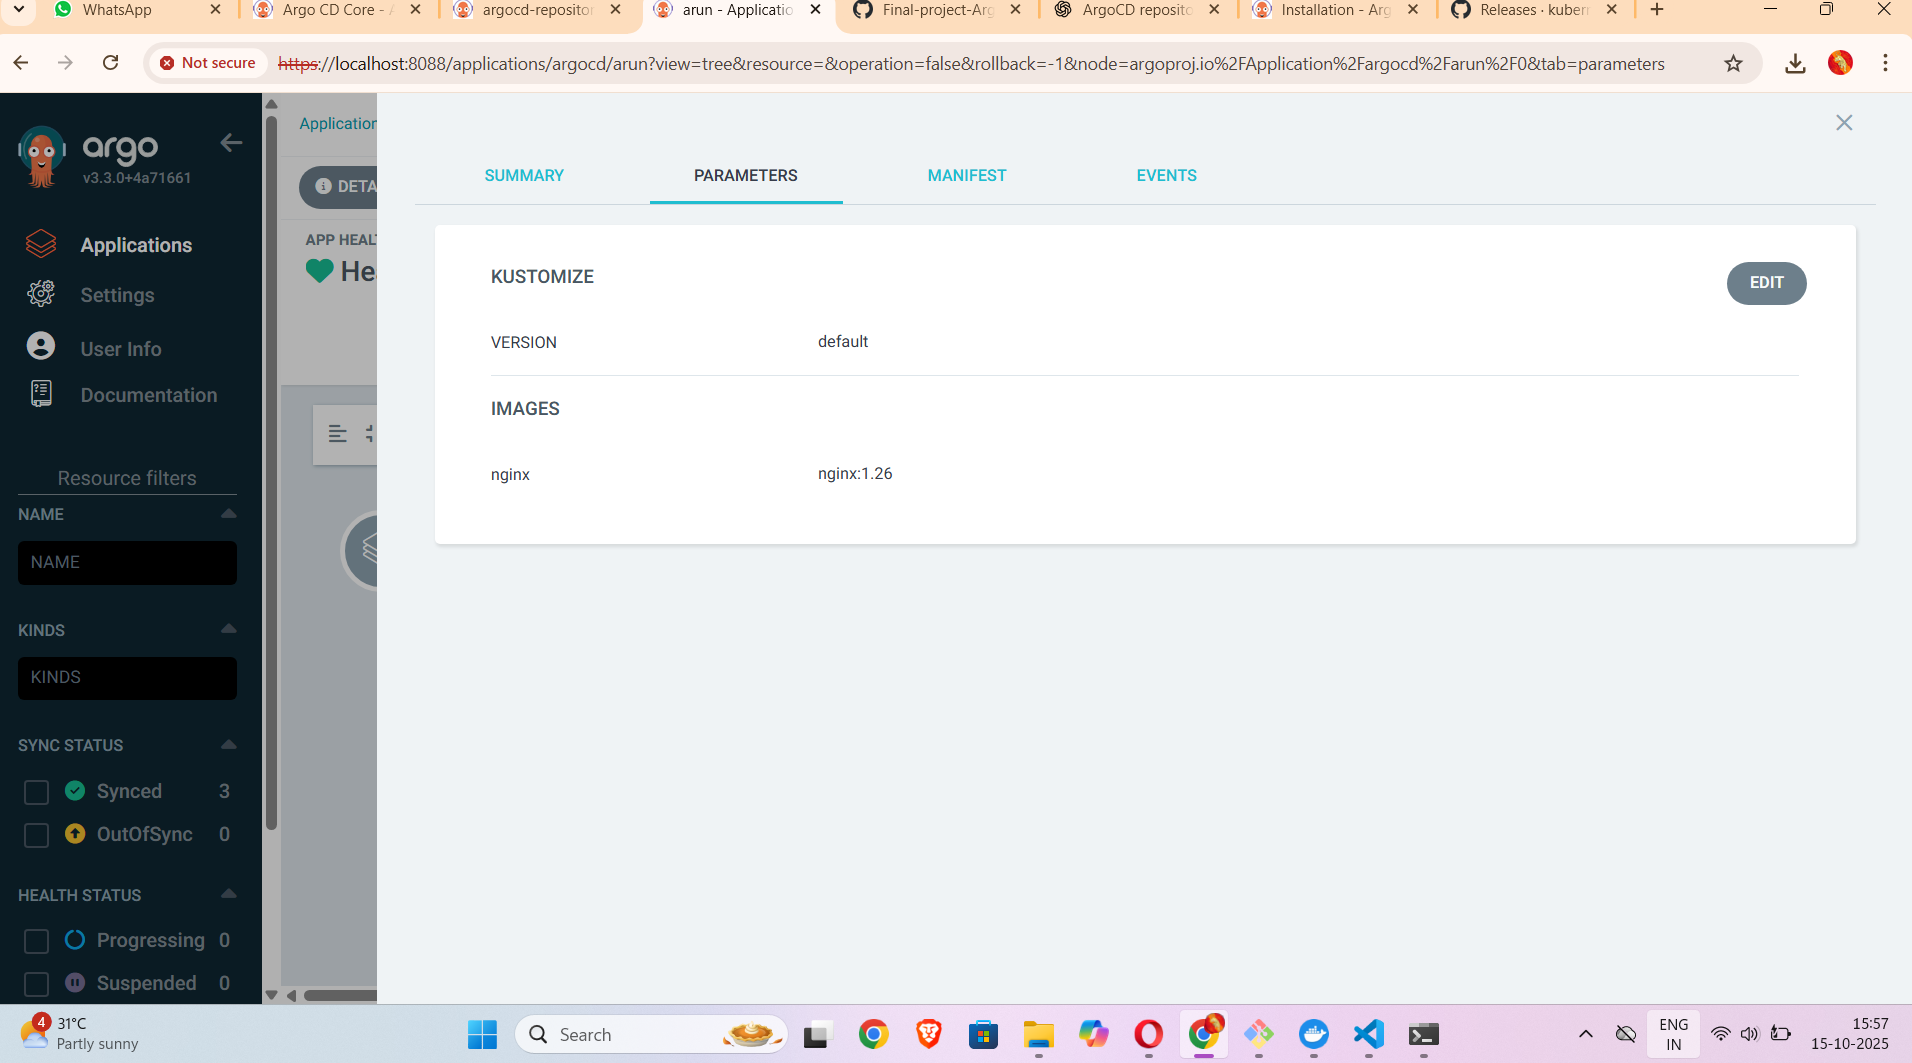 WhatsApp
Argo CD Core -
argocd-repositor
arun - Applicatio
Final-project-Arg
ArgoCD reposito
Installation - Arg
Releases · kuber
Not secure
https://localhost:8088/applications/argocd/arun?view=tree&resource=&operation=false&rollback=-1&node=argoproj.io%2FApplication%2Fargocd%2Farun%2F0&tab=parameters
argo
v3.3.0+4a71661
Applications
Settings
User Info
Documentation
Resource filters
NAME
NAME
KINDS
KINDS
SYNC STATUS
Synced 3
OutOfSync 0
HEALTH STATUS
Progressing 0
Suspended 0
Application
DETA
APP HEALT
He
SUMMARY
PARAMETERS
MANIFEST
EVENTS
KUSTOMIZE
EDIT
VERSION default
IMAGES
nginx nginx:1.26
4
31°C
Partly sunny
Search
ENG
IN
15:57
15-10-2025